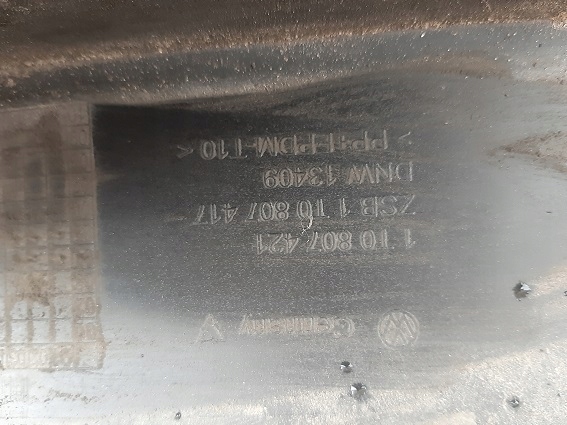 Germany
1T0 807 421
ZSB 1T0 807 417
DNW 13409
>PP+EPDM-T10<